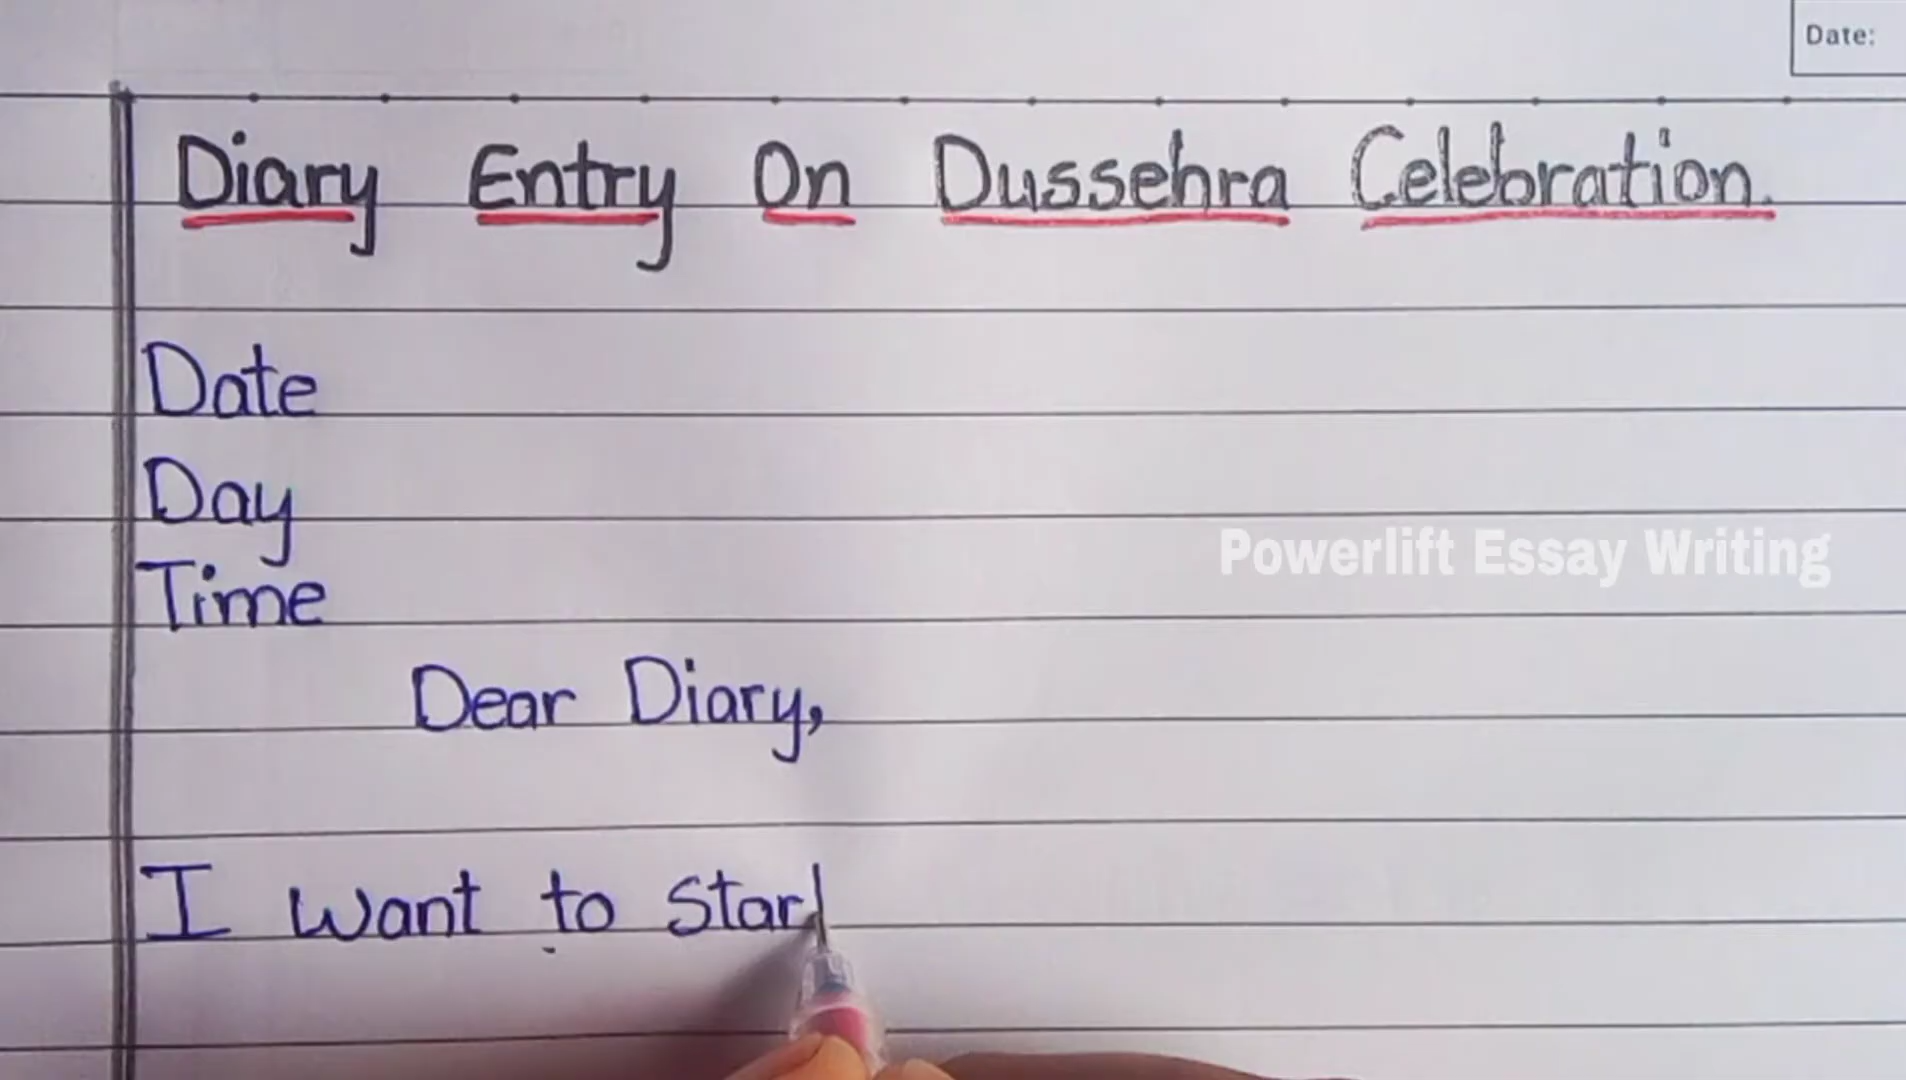 Date:
Diary Entry On Dussehra Celebration.
Date
Day
Powerlift Essay Writing
Time
Dear Diary,
I want to Star